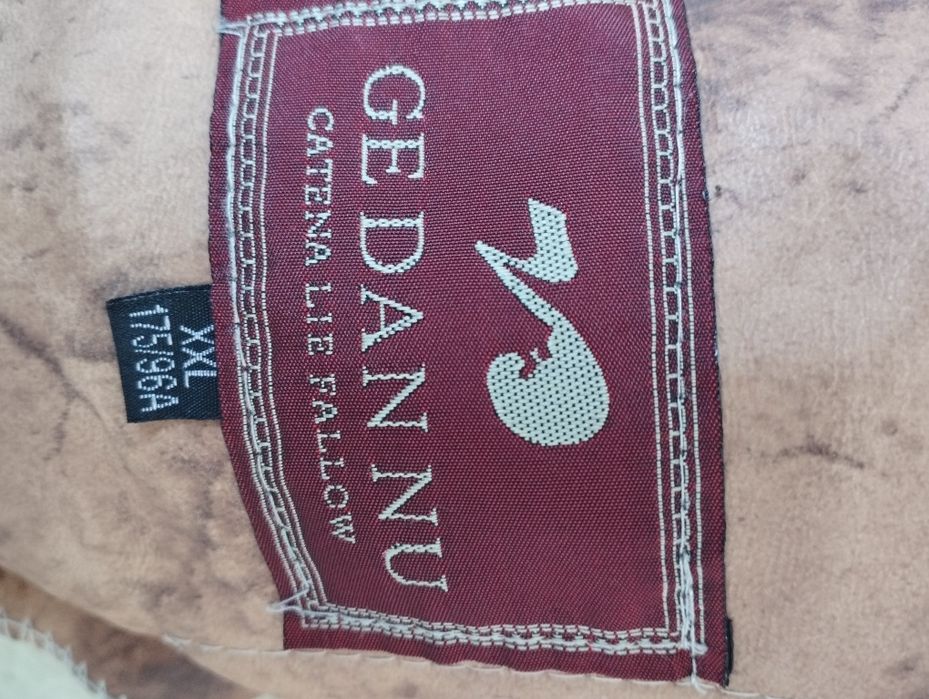 GEDANNU
CATENA LIE FALLOW
XXL
175/96A